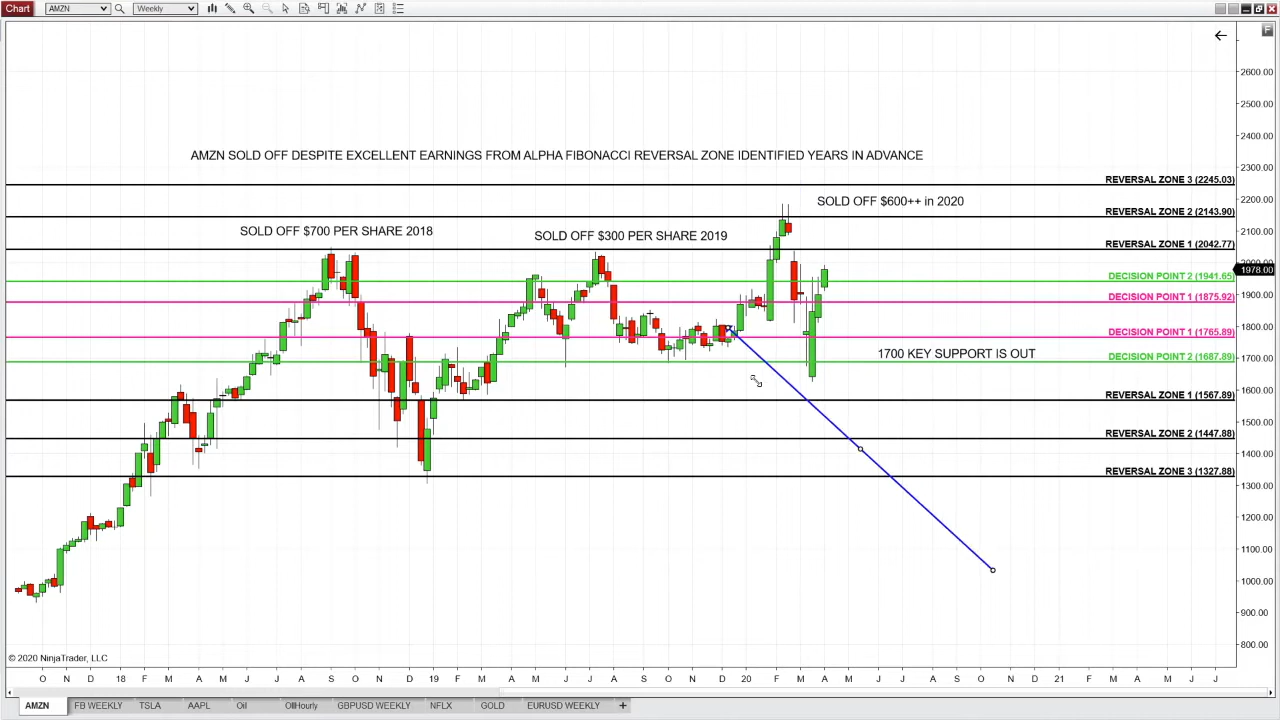 Chart AMZN Weekly
F
2600.00
2500.00
2400.00
AMZN SOLD OFF DESPITE EXCELLENT EARNINGS FROM ALPHA FIBONACCI REVERSAL ZONE IDENTIFIED YEARS IN ADVANCE
2300.00
REVERSAL ZONE 3 (2245.03)
SOLD OFF $600++ in 2020
2200.00
REVERSAL ZONE 2 (2143.90)
SOLD OFF $700 PER SHARE 2018
SOLD OFF $300 PER SHARE 2019
2100.00
REVERSAL ZONE 1 (2042.77)
2000.00
1978.00
DECISION POINT 2 (1941.65)
1900.00
DECISION POINT 1 (1875.92)
1800.00
DECISION POINT 1 (1765.89)
1700 KEY SUPPORT IS OUT
DECISION POINT 2 (1687.89)
1700.00
1600.00
REVERSAL ZONE 1 (1567.89)
1500.00
REVERSAL ZONE 2 (1447.88)
1400.00
REVERSAL ZONE 3 (1327.88)
1300.00
1200.00
1100.00
1000.00
900.00
800.00
© 2020 NinjaTrader, LLC
O N D 18 F M A M J J A S O N D 19 F M A M J J A S O N D 20 F M A M J J A S O N D 21 F M A M J J
AMZN FB WEEKLY TSLA AAPL Oil OilHourly GBPUSD WEEKLY NFLX GOLD EURUSD WEEKLY +